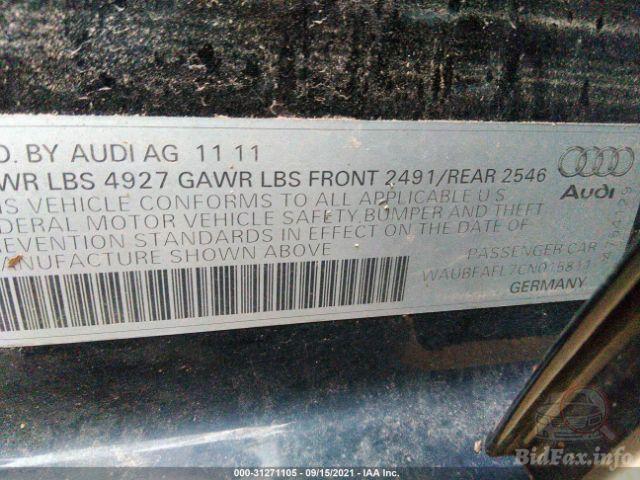 D. BY AUDI AG 11 11
WR LBS 4927 GAWR LBS FRONT 2491/REAR 2546
IS VEHICLE CONFORMS TO ALL APPLICABLE U S
DERAL MOTOR VEHICLE SAFETY, BUMPER AND THEFT
EVENTION STANDARDS IN EFFECT ON THE DATE OF
ANUFACTURE SHOWN ABOVE
Audi
PASSENGER CAR
WAUBFAFL7CN015811
GERMANY
BidFax.info
000-31271105 - 09/15/2021 - IAA Inc.